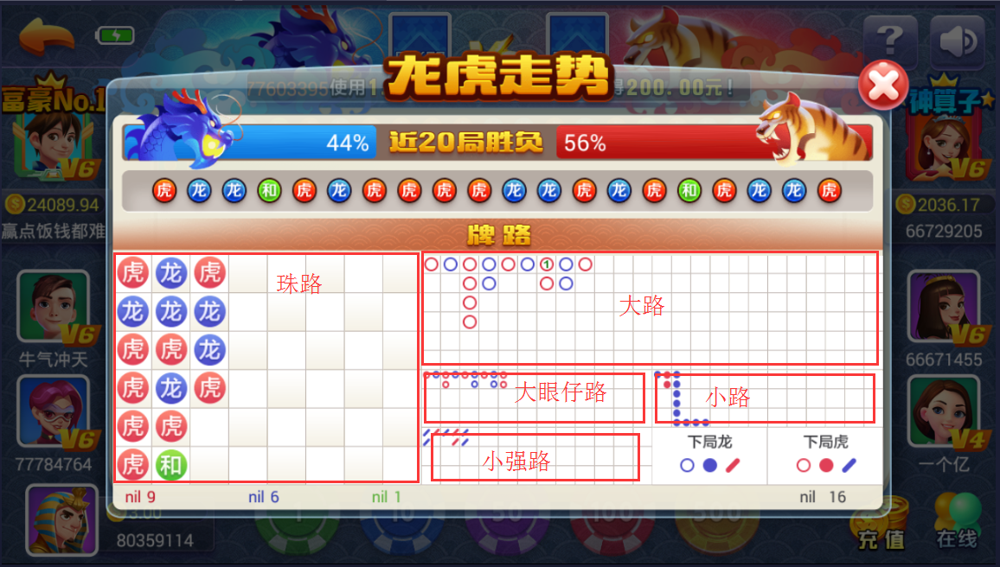 龙虎走势
77603395使用1
得200.00元!
富豪No.1
神算子
44%
近20局胜负
56%
V6
V6
虎 龙 龙 和 虎 龙 虎 虎 虎 虎 龙 龙 虎 龙 虎 和 虎 龙 龙 虎
24089.94
2036.17
赢点饭钱都难
66729205
牌路
虎 龙 虎
珠路
1
龙 龙 龙
大路
虎 虎 龙
V6
V6
牛气冲天
66671455
虎 龙 虎
大眼仔路
小路
虎 虎
V6
V4
下局龙
下局虎
虎 和
小强路
77784764
一个亿
nil 9
nil 6
nil 1
nil 16
3.00
1
10
50
100
500
80359114
充值
在线
?